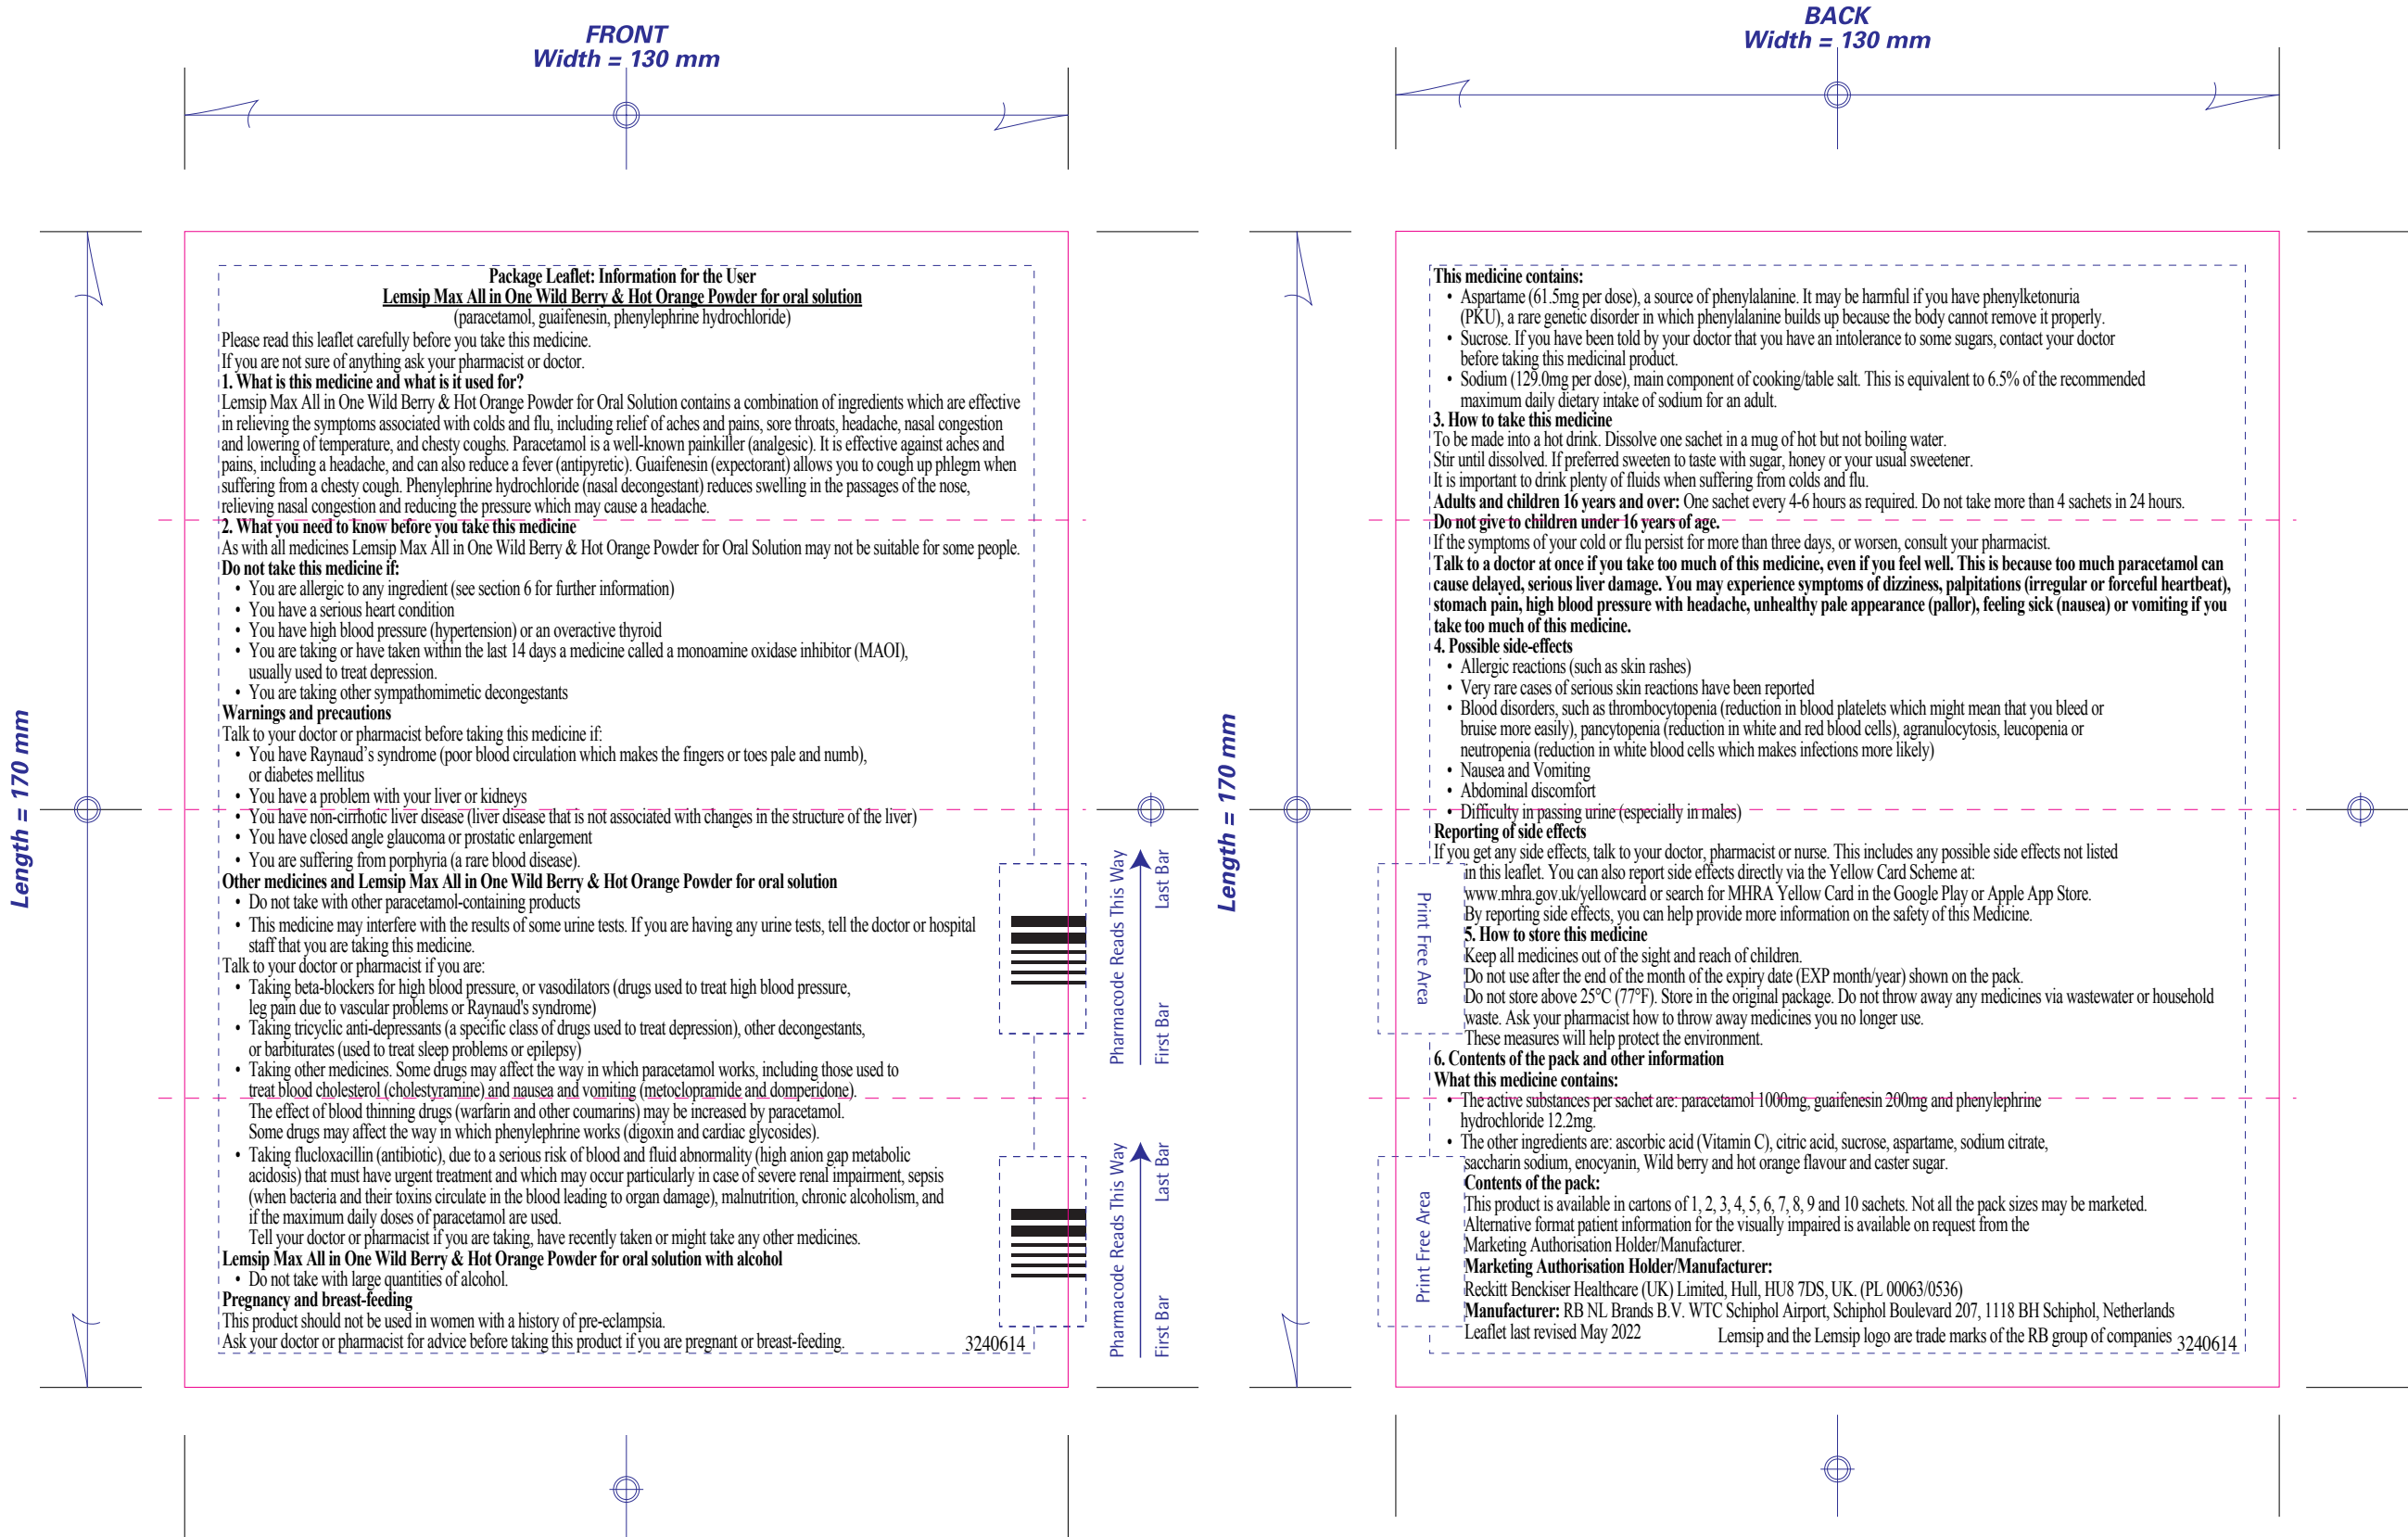 FRONT
Width = 130 mm
Length = 170 mm
Package Leaflet: Information for the User
Lemsip Max All in One Wild Berry & Hot Orange Powder for oral solution
(paracetamol, guaifenesin, phenylephrine hydrochloride)
Please read this leaflet carefully before you take this medicine.
If you are not sure of anything ask your pharmacist or doctor.
1. What is this medicine and what is it used for?
Lemsip Max All in One Wild Berry & Hot Orange Powder for Oral Solution contains a combination of ingredients which are effective
in relieving the symptoms associated with colds and flu, including relief of aches and pains, sore throats, headache, nasal congestion
and lowering of temperature, and chesty coughs. Paracetamol is a well-known painkiller (analgesic). It is effective against aches and
pains, including a headache, and can also reduce a fever (antipyretic). Guaifenesin (expectorant) allows you to cough up phlegm when
suffering from a chesty cough. Phenylephrine hydrochloride (nasal decongestant) reduces swelling in the passages of the nose,
relieving nasal congestion and reducing the pressure which may cause a headache.
2. What you need to know before you take this medicine
As with all medicines Lemsip Max All in One Wild Berry & Hot Orange Powder for Oral Solution may not be suitable for some people.
Do not take this medicine if:
• You are allergic to any ingredient (see section 6 for further information)
• You have a serious heart condition
• You have high blood pressure (hypertension) or an overactive thyroid
• You are taking or have taken within the last 14 days a medicine called a monoamine oxidase inhibitor (MAOI),
usually used to treat depression.
• You are taking other sympathomimetic decongestants
Warnings and precautions
Talk to your doctor or pharmacist before taking this medicine if:
• You have Raynaud's syndrome (poor blood circulation which makes the fingers or toes pale and numb),
or diabetes mellitus
• You have a problem with your liver or kidneys
• You have non-cirrhotic liver disease (liver disease that is not associated with changes in the structure of the liver)
• You have closed angle glaucoma or prostatic enlargement
• You are suffering from porphyria (a rare blood disease).
Other medicines and Lemsip Max All in One Wild Berry & Hot Orange Powder for oral solution
• Do not take with other paracetamol-containing products
• This medicine may interfere with the results of some urine tests. If you are having any urine tests, tell the doctor or hospital
staff that you are taking this medicine.
Talk to your doctor or pharmacist if you are:
• Taking beta-blockers for high blood pressure, or vasodilators (drugs used to treat high blood pressure,
leg pain due to vascular problems or Raynaud's syndrome)
• Taking tricyclic anti-depressants (a specific class of drugs used to treat depression), other decongestants,
or barbiturates (used to treat sleep problems or epilepsy)
• Taking other medicines. Some drugs may affect the way in which paracetamol works, including those used to
treat blood cholesterol (cholestyramine) and nausea and vomiting (metoclopramide and domperidone).
The effect of blood thinning drugs (warfarin and other coumarins) may be increased by paracetamol.
Some drugs may affect the way in which phenylephrine works (digoxin and cardiac glycosides).
• Taking flucloxacillin (antibiotic), due to a serious risk of blood and fluid abnormality (high anion gap metabolic
acidosis) that must have urgent treatment and which may occur particularly in case of severe renal impairment, sepsis
(when bacteria and their toxins circulate in the blood leading to organ damage), malnutrition, chronic alcoholism, and
if the maximum daily doses of paracetamol are used.
Tell your doctor or pharmacist if you are taking, have recently taken or might take any other medicines.
Lemsip Max All in One Wild Berry & Hot Orange Powder for oral solution with alcohol
• Do not take with large quantities of alcohol.
Pregnancy and breast-feeding
This product should not be used in women with a history of pre-eclampsia.
Ask your doctor or pharmacist for advice before taking this product if you are pregnant or breast-feeding.
3240614
Pharmacode Reads This Way
First Bar
Last Bar
Pharmacode Reads This Way
First Bar
Last Bar
BACK
Width = 130 mm
Length = 170 mm
This medicine contains:
• Aspartame (61.5mg per dose), a source of phenylalanine. It may be harmful if you have phenylketonuria
(PKU), a rare genetic disorder in which phenylalanine builds up because the body cannot remove it properly.
• Sucrose. If you have been told by your doctor that you have an intolerance to some sugars, contact your doctor
before taking this medicinal product.
• Sodium (129.0mg per dose), main component of cooking/table salt. This is equivalent to 6.5% of the recommended
maximum daily dietary intake of sodium for an adult.
3. How to take this medicine
To be made into a hot drink. Dissolve one sachet in a mug of hot but not boiling water.
Stir until dissolved. If preferred sweeten to taste with sugar, honey or your usual sweetener.
It is important to drink plenty of fluids when suffering from colds and flu.
Adults and children 16 years and over: One sachet every 4-6 hours as required. Do not take more than 4 sachets in 24 hours.
Do not give to children under 16 years of age.
If the symptoms of your cold or flu persist for more than three days, or worsen, consult your pharmacist.
Talk to a doctor at once if you take too much of this medicine, even if you feel well. This is because too much paracetamol can
cause delayed, serious liver damage. You may experience symptoms of dizziness, palpitations (irregular or forceful heartbeat),
stomach pain, high blood pressure with headache, unhealthy pale appearance (pallor), feeling sick (nausea) or vomiting if you
take too much of this medicine.
4. Possible side-effects
• Allergic reactions (such as skin rashes)
• Very rare cases of serious skin reactions have been reported
• Blood disorders, such as thrombocytopenia (reduction in blood platelets which might mean that you bleed or
bruise more easily), pancytopenia (reduction in white and red blood cells), agranulocytosis, leucopenia or
neutropenia (reduction in white blood cells which makes infections more likely)
• Nausea and Vomiting
• Abdominal discomfort
• Difficulty in passing urine (especially in males)
Reporting of side effects
If you get any side effects, talk to your doctor, pharmacist or nurse. This includes any possible side effects not listed
in this leaflet. You can also report side effects directly via the Yellow Card Scheme at:
www.mhra.gov.uk/yellowcard or search for MHRA Yellow Card in the Google Play or Apple App Store.
By reporting side effects, you can help provide more information on the safety of this Medicine.
5. How to store this medicine
Keep all medicines out of the sight and reach of children.
Do not use after the end of the month of the expiry date (EXP month/year) shown on the pack.
Do not store above 25°C (77°F). Store in the original package. Do not throw away any medicines via wastewater or household
waste. Ask your pharmacist how to throw away medicines you no longer use.
These measures will help protect the environment.
6. Contents of the pack and other information
What this medicine contains:
• The active substances per sachet are: paracetamol 1000mg, guaifenesin 200mg and phenylephrine
hydrochloride 12.2mg.
• The other ingredients are: ascorbic acid (Vitamin C), citric acid, sucrose, aspartame, sodium citrate,
saccharin sodium, enocyanin, Wild berry and hot orange flavour and caster sugar.
Contents of the pack:
This product is available in cartons of 1, 2, 3, 4, 5, 6, 7, 8, 9 and 10 sachets. Not all the pack sizes may be marketed.
Alternative format patient information for the visually impaired is available on request from the
Marketing Authorisation Holder/Manufacturer.
Marketing Authorisation Holder/Manufacturer:
Reckitt Benckiser Healthcare (UK) Limited, Hull, HU8 7DS, UK. (PL 00063/0536)
Manufacturer: RB NL Brands B.V. WTC Schiphol Airport, Schiphol Boulevard 207, 1118 BH Schiphol, Netherlands
Leaflet last revised May 2022 Lemsip and the Lemsip logo are trade marks of the RB group of companies 3240614
Print Free Area
Print Free Area